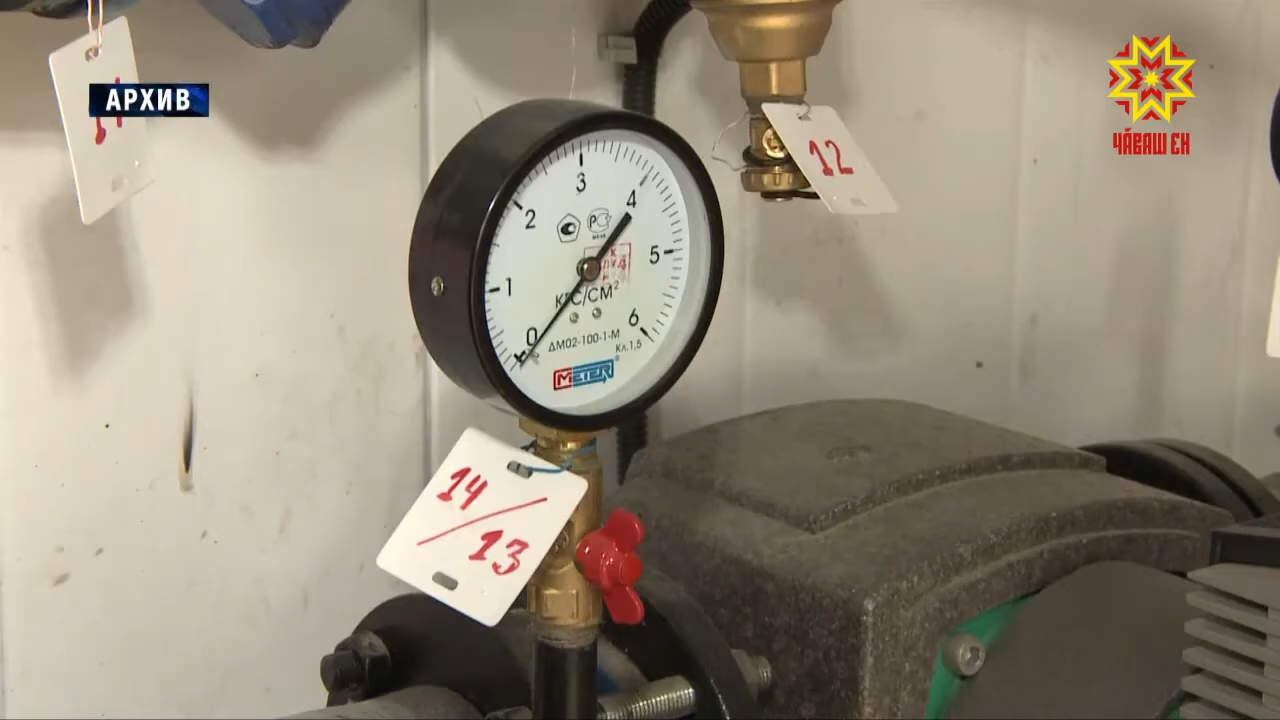 АРХИВ
ЧӐВАШ ЕН
12
0
1
2
3
4
5
6
КГС/СМ²
ДМ02-100-1-М
Кл.1,5
METER
14/13